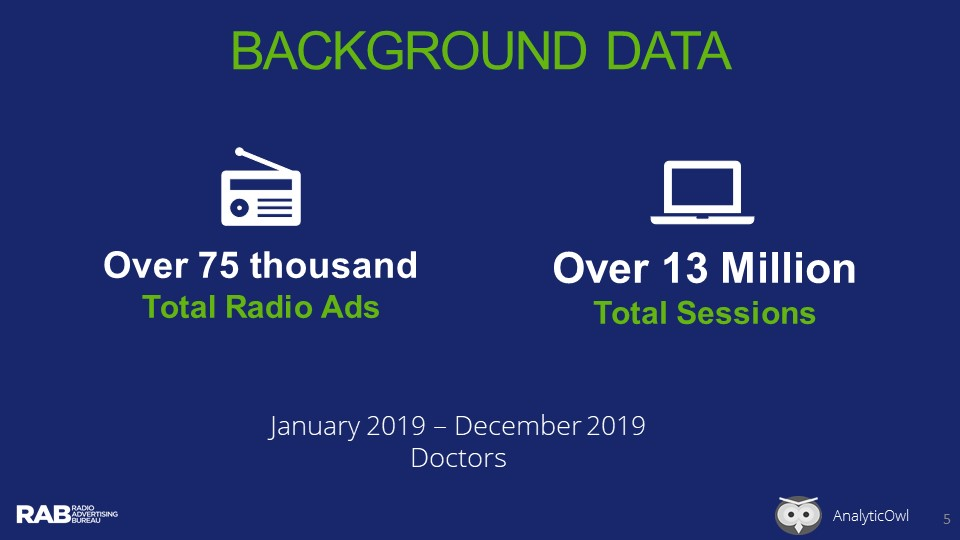 BACKGROUND DATA
Over 75 thousand
Total Radio Ads
Over 13 Million
Total Sessions
January 2019 – December 2019
Doctors
RAB RADIO
ADVERTISING
BUREAU
AnalyticOwl
5